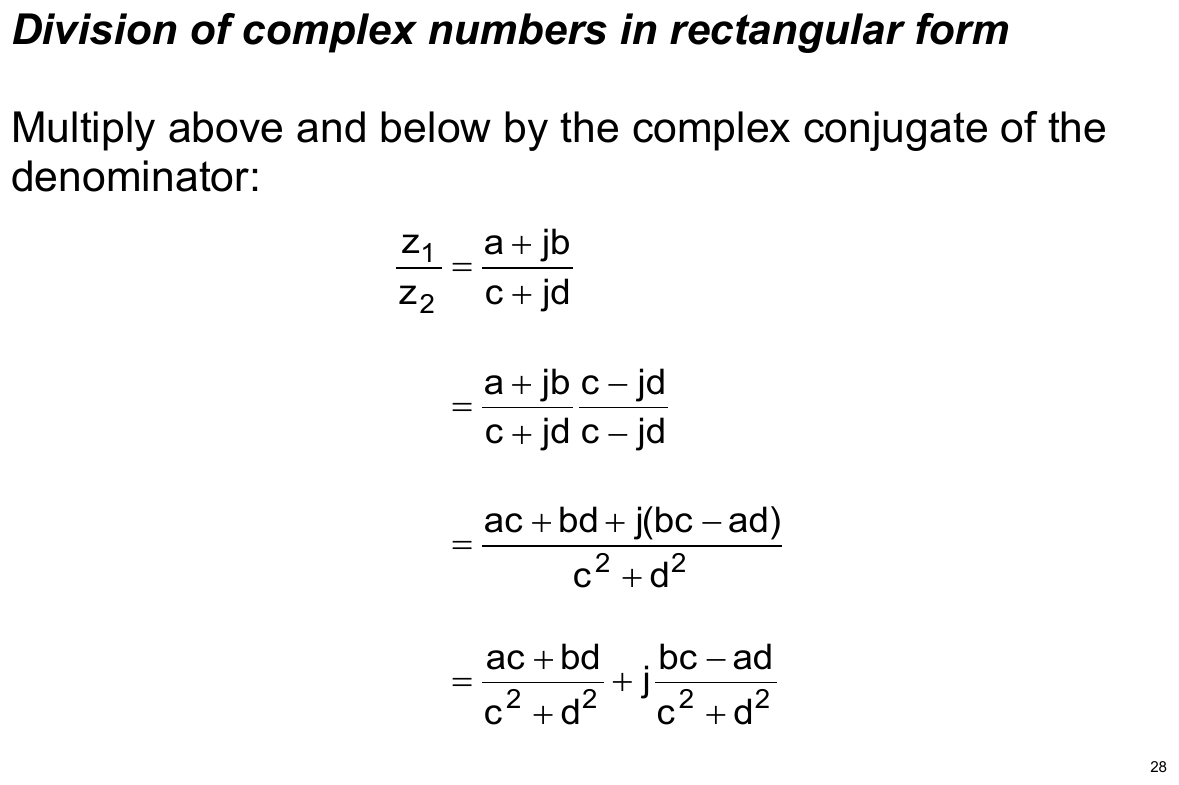 Division of complex numbers in rectangular form
Multiply above and below by the complex conjugate of the
denominator:
z₁/z₂ = (a + jb)/(c + jd)
= (a + jb)/(c + jd) (c − jd)/(c − jd)
= (ac + bd + j(bc − ad))/(c² + d²)
= (ac + bd)/(c² + d²) + j (bc − ad)/(c² + d²)
28